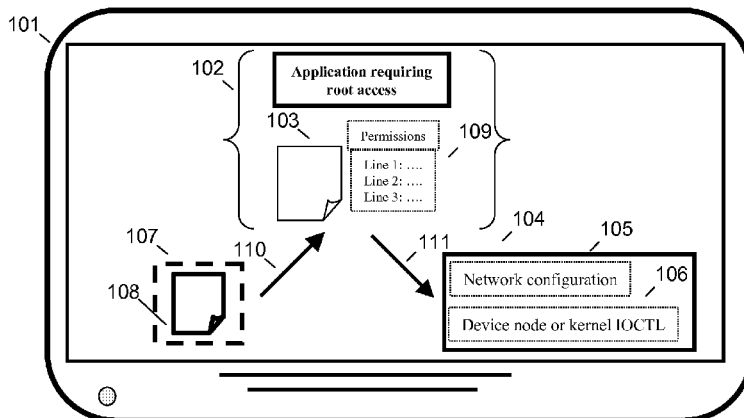 101
102
Application requiring
root access
103
Permissions
109
Line 1: ....
Line 2: ....
Line 3: ....
104
105
107
110
111
106
Network configuration
108
Device node or kernel IOCTL